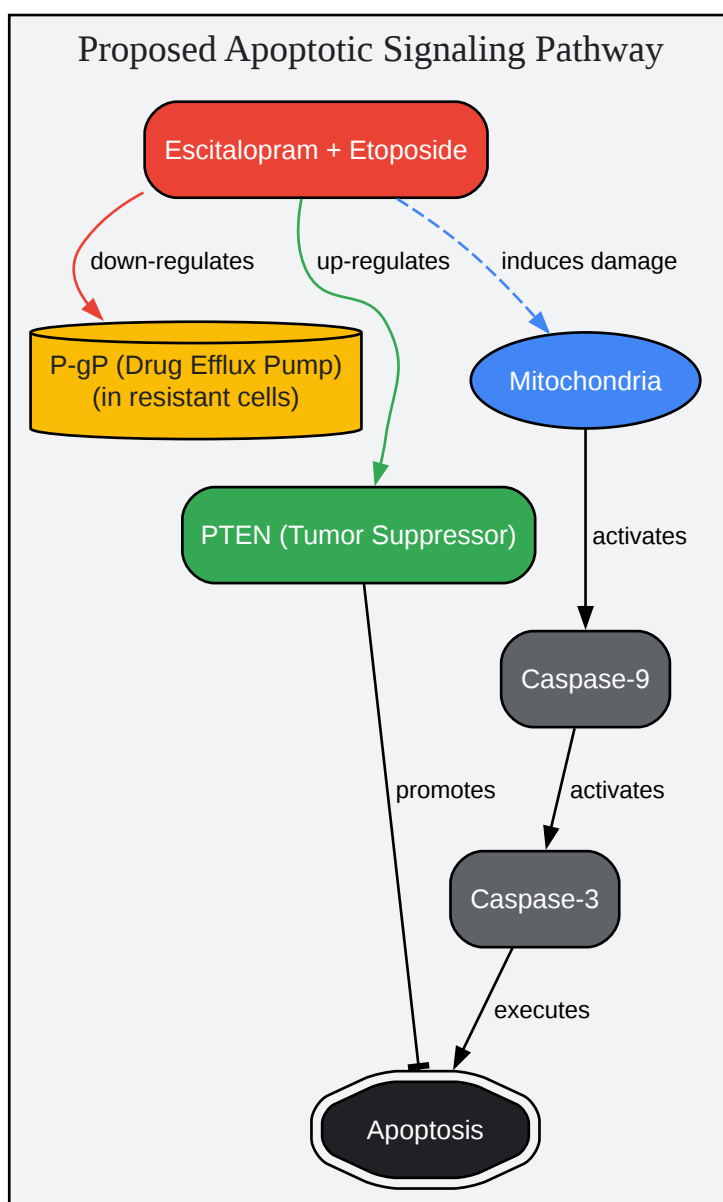 Proposed Apoptotic Signaling Pathway
Escitalopram + Etoposide
down-regulates
up-regulates
induces damage
P-gP (Drug Efflux Pump)
(in resistant cells)
Mitochondria
PTEN (Tumor Suppressor)
activates
Caspase-9
promotes
activates
Caspase-3
executes
Apoptosis